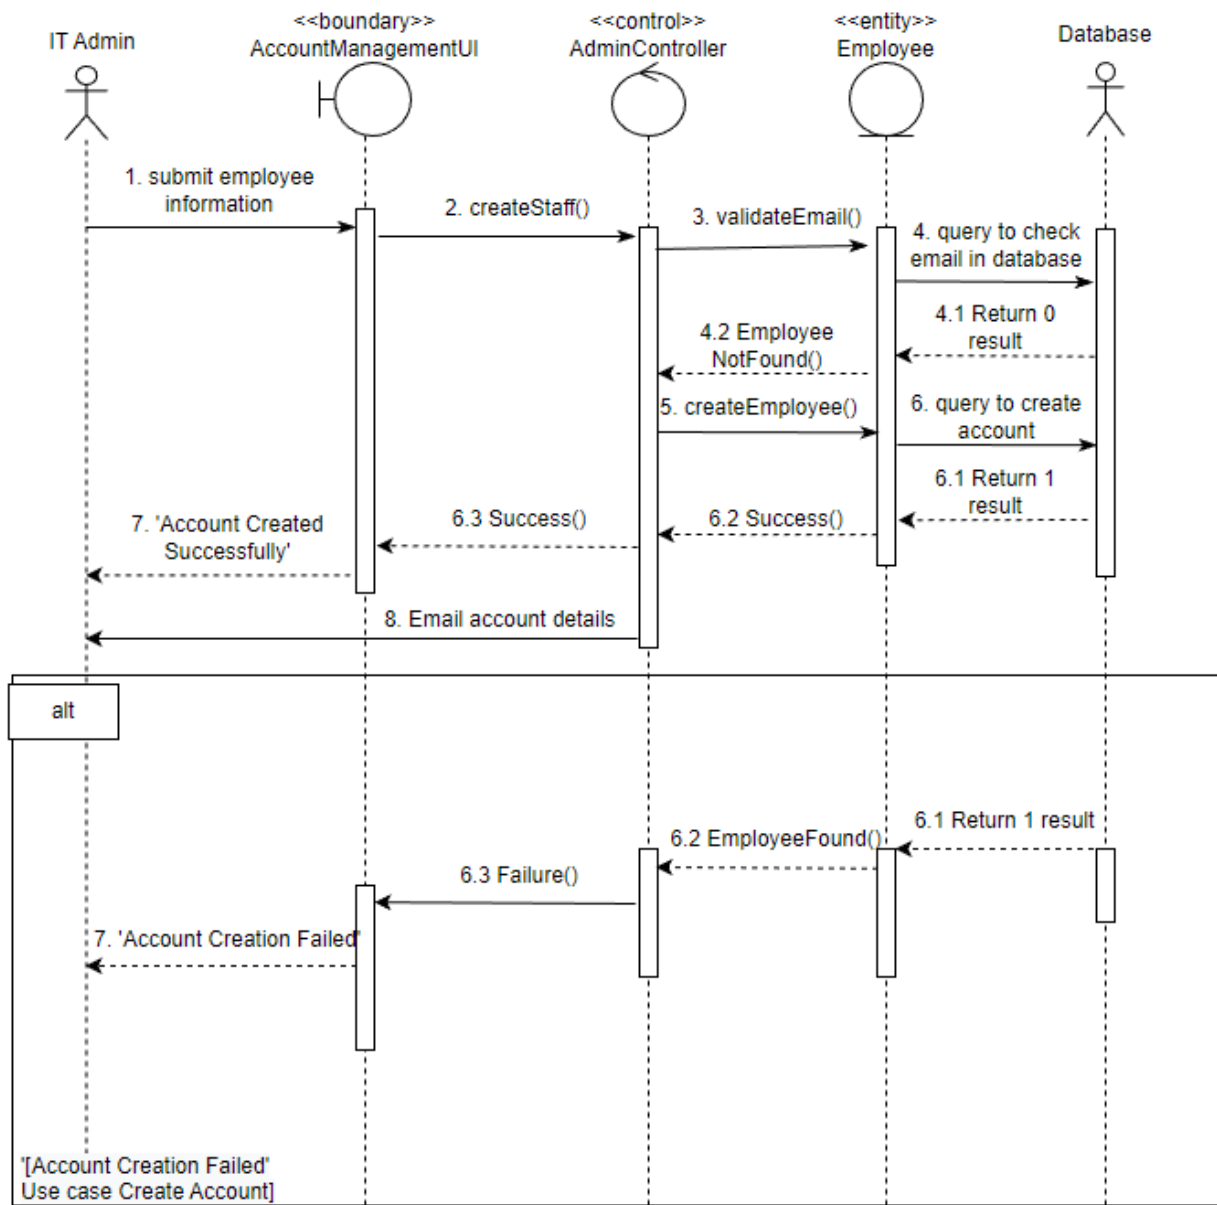 IT Admin
<<boundary>>
AccountManagementUI
<<control>>
AdminController
<<entity>>
Employee
Database
1. submit employee
information
2. createStaff()
3. validateEmail()
4. query to check
email in database
4.1 Return 0
result
4.2 Employee
NotFound()
5. createEmployee()
6. query to create
account
6.1 Return 1
result
6.2 Success()
6.3 Success()
7. 'Account Created
Successfully'
8. Email account details
alt
6.1 Return 1 result
6.2 EmployeeFound()
6.3 Failure()
7. 'Account Creation Failed'
'[Account Creation Failed'
Use case Create Account]